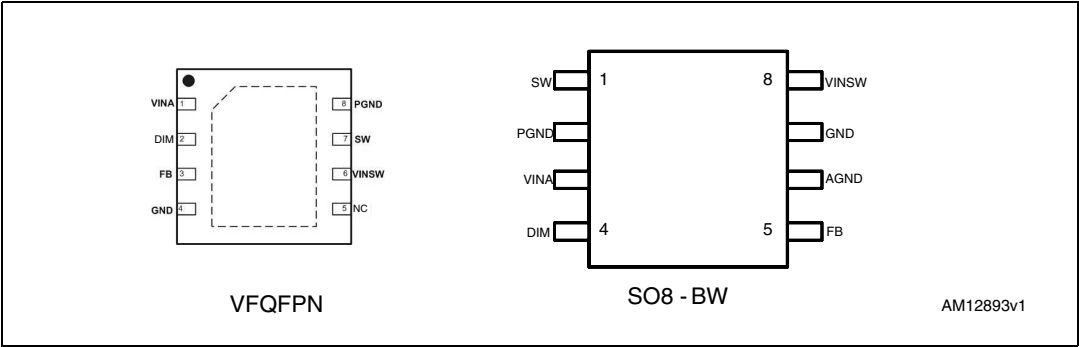 VINA 1 8 PGND
DIM 2 7 SW
FB 3 6 VINSW
GND 4 5 NC
VFQFPN
SW 1 8 VINSW
PGND GND
VINA AGND
DIM 4 5 FB
SO8 - BW
AM12893v1